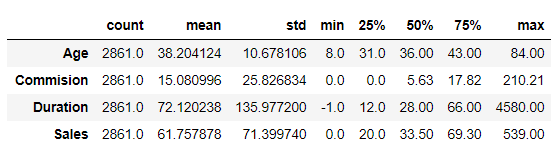 count mean std min 25% 50% 75% max
Age 2861.0 38.204124 10.678106 8.0 31.0 36.00 43.00 84.00
Commision 2861.0 15.080996 25.826834 0.0 0.0 5.63 17.82 210.21
Duration 2861.0 72.120238 135.977200 -1.0 12.0 28.00 66.00 4580.00
Sales 2861.0 61.757878 71.399740 0.0 20.0 33.50 69.30 539.00